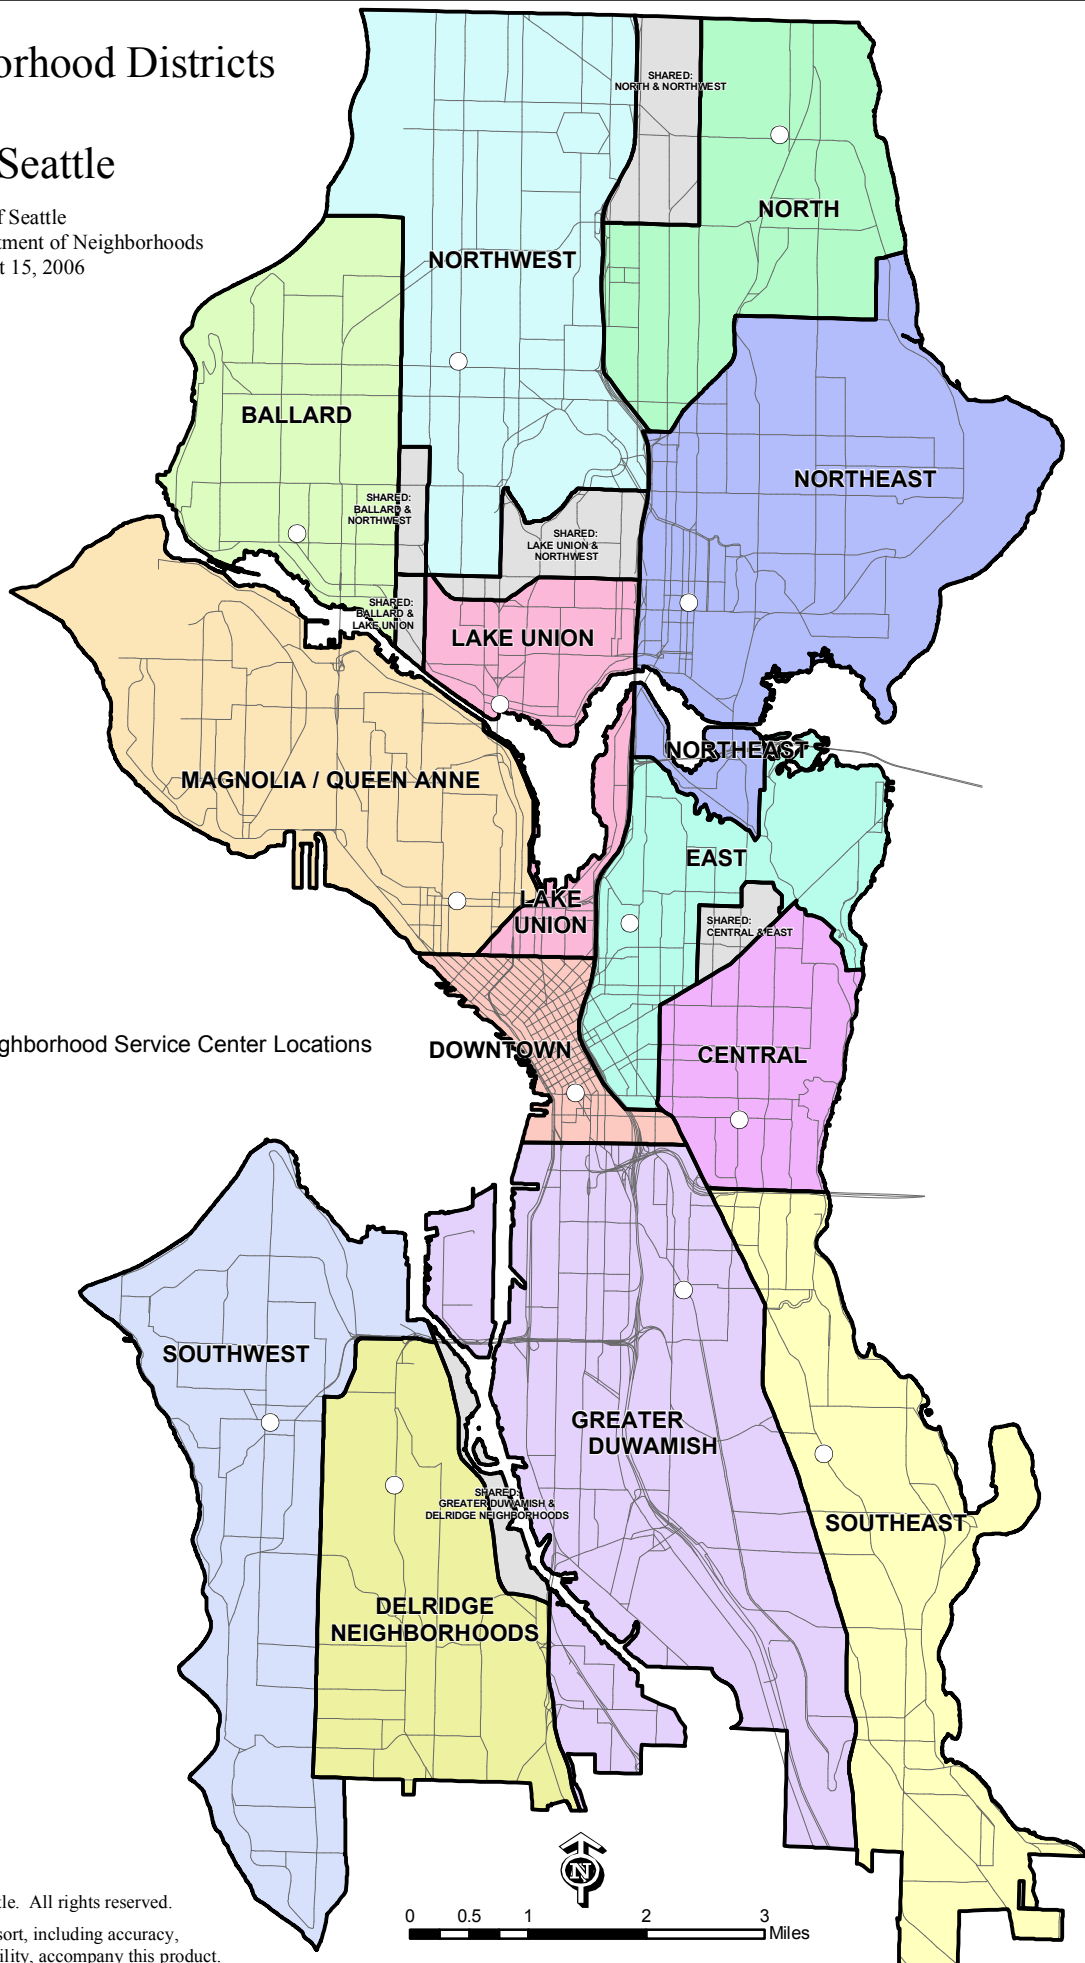 orhood Districts
Seattle
f Seattle
tment of Neighborhoods
t 15, 2006
SHARED:
NORTH & NORTHWEST
NORTH
NORTHWEST
BALLARD
NORTHEAST
SHARED:
BALLARD &
NORTHWEST
SHARED:
LAKE UNION &
NORTHWEST
SHARED:
BALLARD &
LAKE UNION
LAKE UNION
NORTHEAST
MAGNOLIA / QUEEN ANNE
EAST
LAKE
UNION
SHARED:
CENTRAL & EAST
ghborhood Service Center Locations
DOWNTOWN
CENTRAL
SOUTHWEST
GREATER
DUWAMISH
SHARED:
GREATER DUWAMISH &
DELRIDGE NEIGHBORHOODS
SOUTHEAST
DELRIDGE
NEIGHBORHOODS
N
tle. All rights reserved.
sort, including accuracy,
ility, accompany this product.
0 0.5 1 2 3
Miles